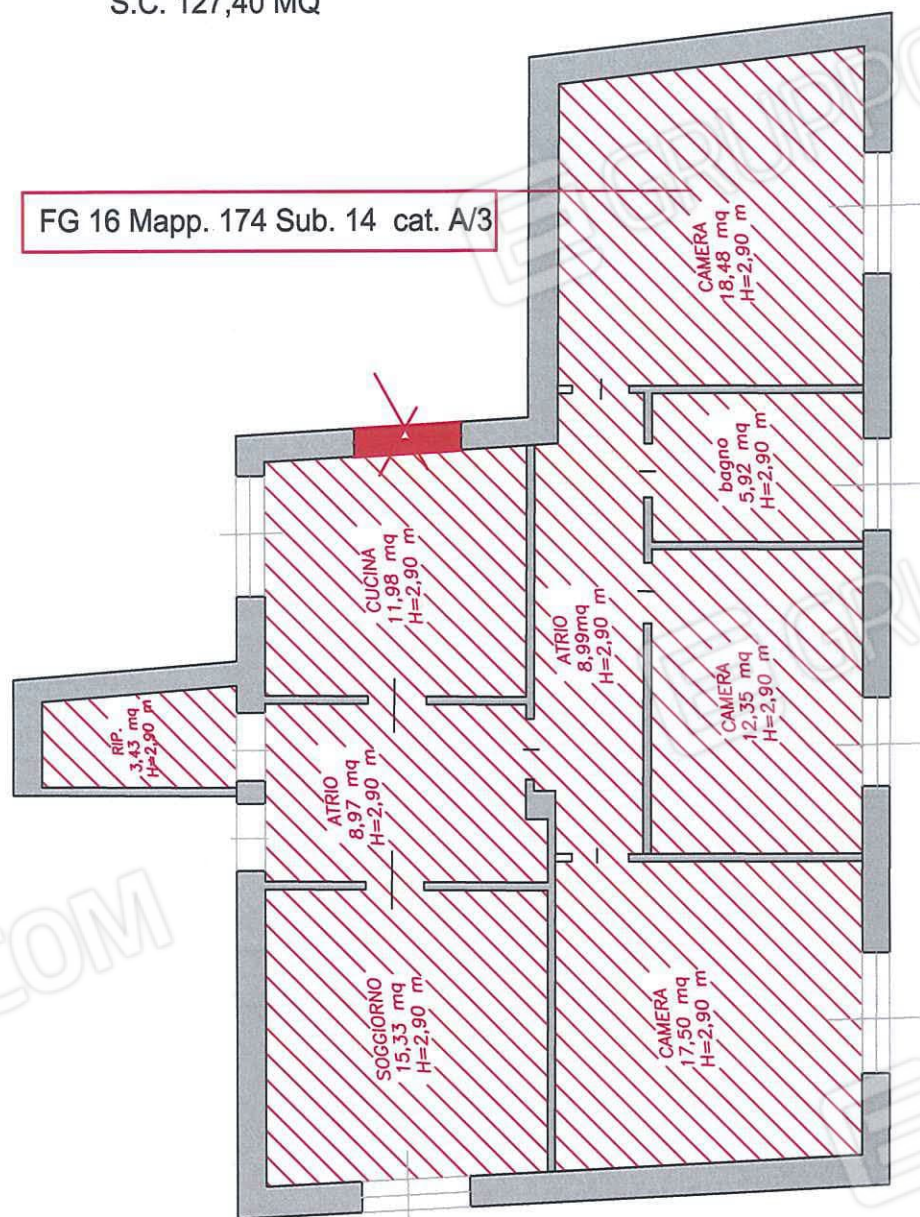 S.C. 127,40 MQ
FG 16 Mapp. 174 Sub. 14 cat. A/3
CAMERA
18,48 mq
H=2,90 m
bagno
5,92 mq
H=2,90 m
CUCINA
11,98 mq
H=2,90 m
ATRIO
8,99mq
H=2,90 m
CAMERA
12,35 mq
H=2,90 m
RIP.
3,43 mq
H=2,90 m
ATRIO
8,97 mq
H=2,90 m
SOGGIORNO
15,33 mq
H=2,90 m
CAMERA
17,50 mq
H=2,90 m
E GRUPPO
E GRU
.COM
E